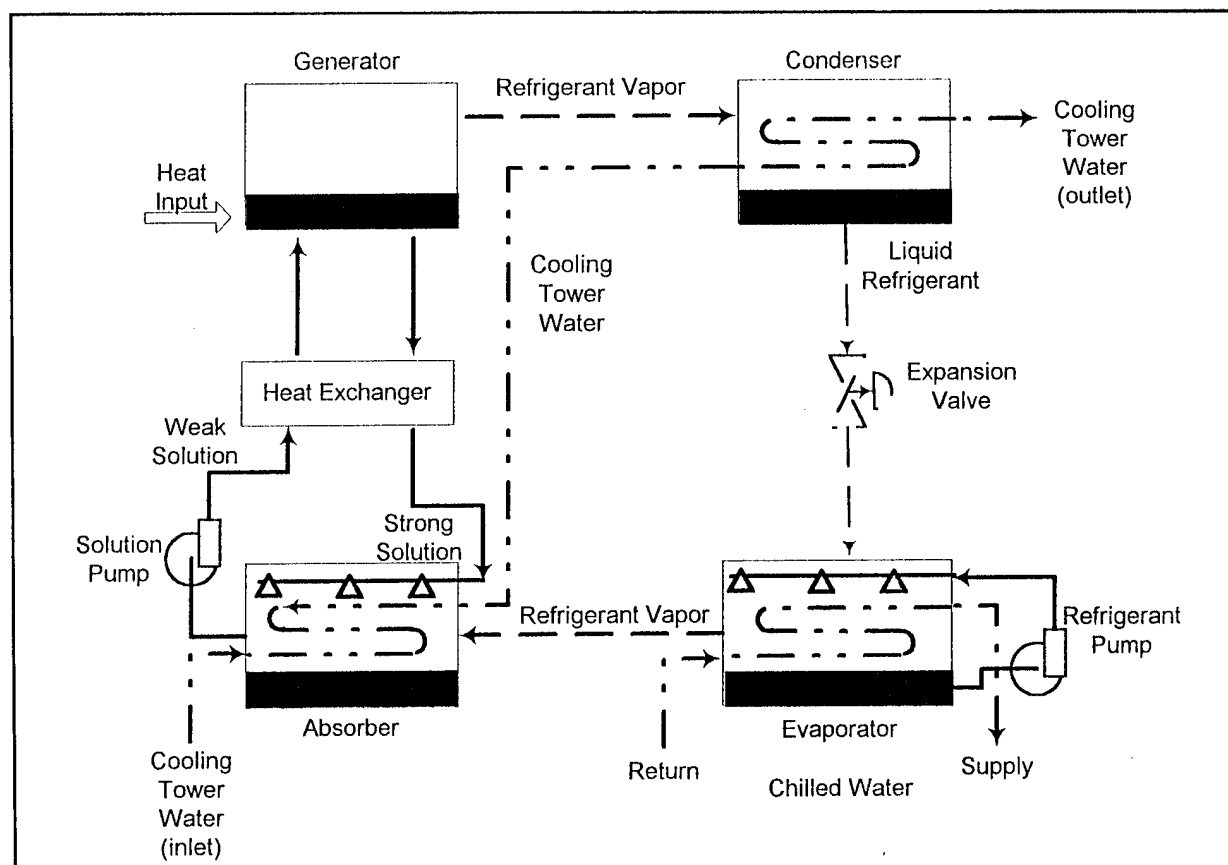 Generator
Condenser
Refrigerant Vapor
Cooling
Tower
Water
(outlet)
Heat
Input
Liquid
Refrigerant
Cooling
Tower
Water
Heat Exchanger
Expansion
Valve
Weak
Solution
Strong
Solution
Solution
Pump
Refrigerant Vapor
Refrigerant
Pump
Absorber
Evaporator
Cooling
Tower
Water
(inlet)
Return
Chilled Water
Supply